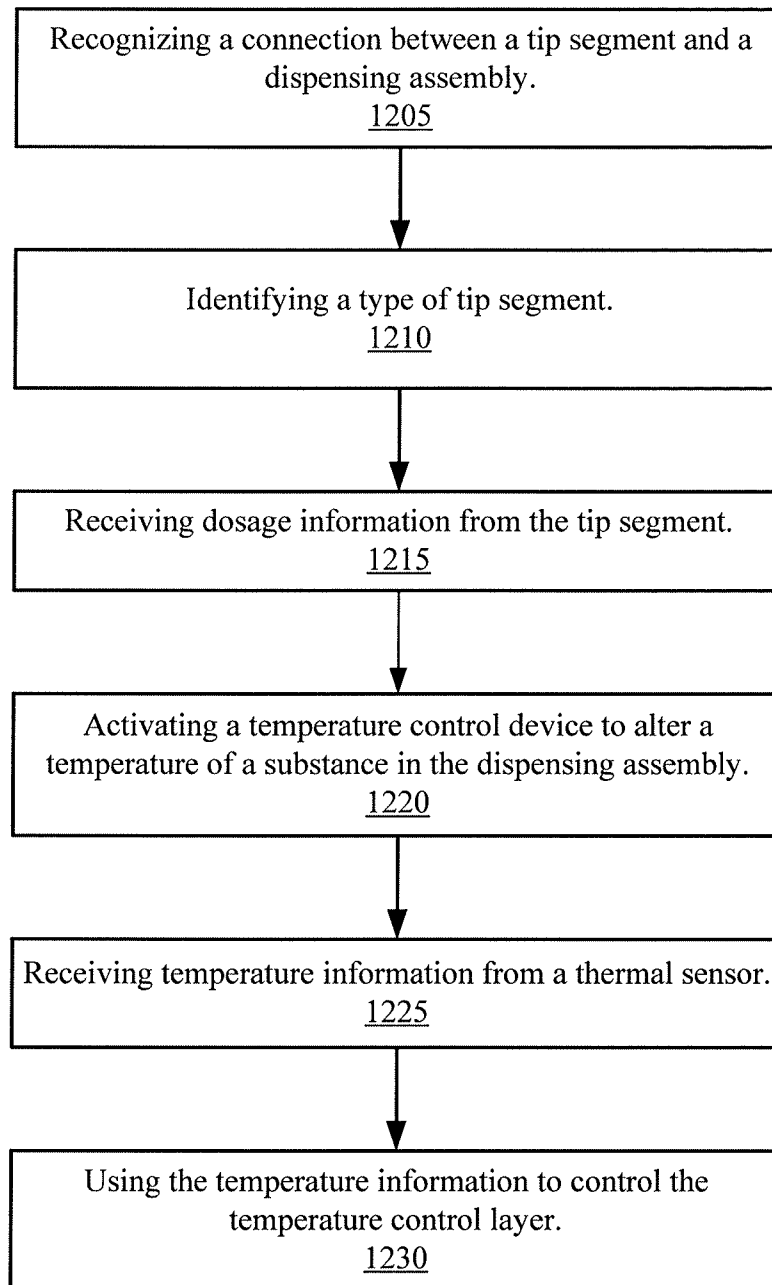 Recognizing a connection between a tip segment and a
dispensing assembly.
1205
Identifying a type of tip segment.
1210
Receiving dosage information from the tip segment.
1215
Activating a temperature control device to alter a
temperature of a substance in the dispensing assembly.
1220
Receiving temperature information from a thermal sensor.
1225
Using the temperature information to control the
temperature control layer.
1230